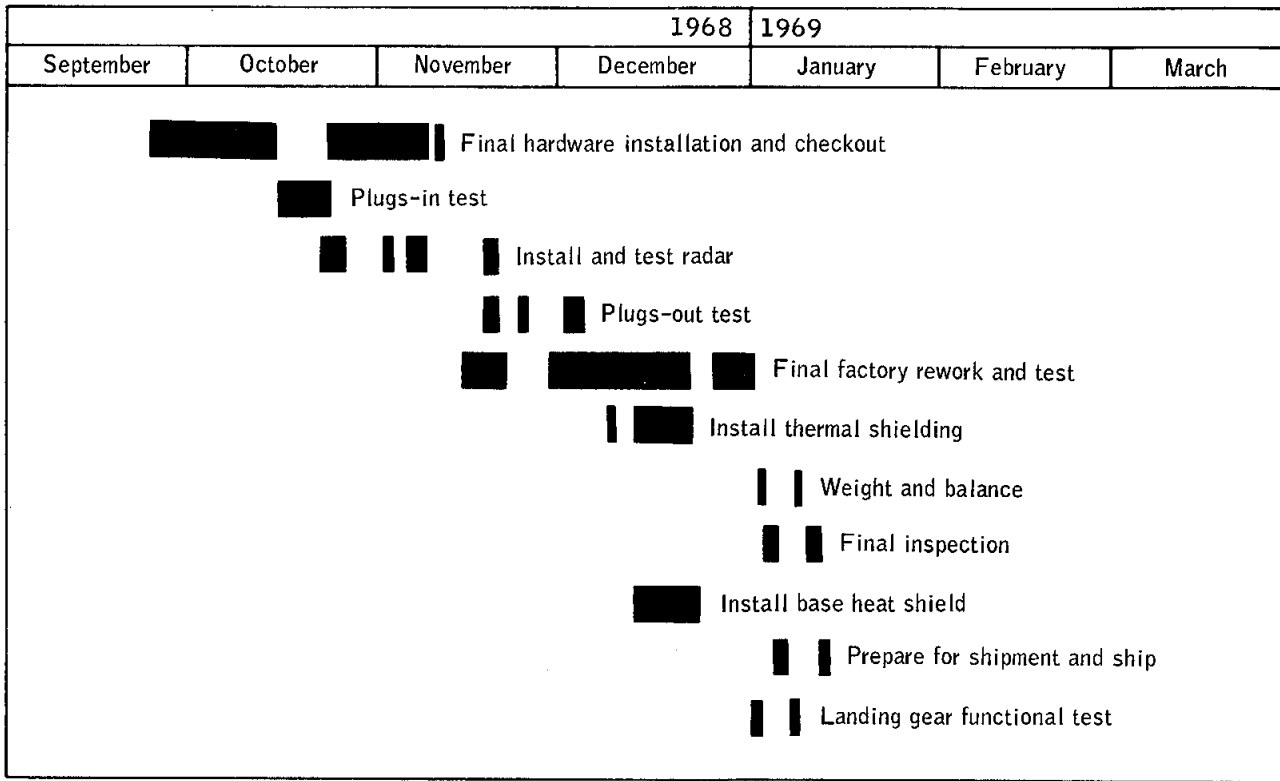 1968 1969
September October November December January February March
Final hardware installation and checkout
Plugs-in test
Install and test radar
Plugs-out test
Final factory rework and test
Install thermal shielding
Weight and balance
Final inspection
Install base heat shield
Prepare for shipment and ship
Landing gear functional test